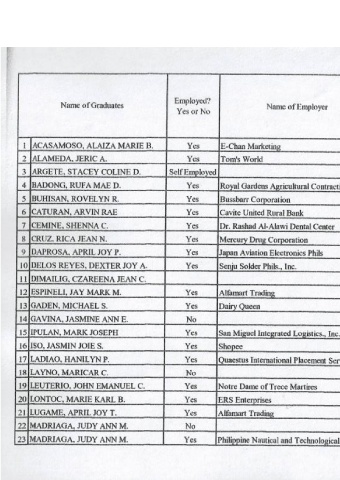 Name of Graduates Employed? Yes or No Name of Employer
1 ACASAMOSO, ALAIZA MARIE B. Yes E-Chan Marketing
2 ALAMEDA, JERIC A. Yes Tom's World
3 ARGETE, STACEY COLINE D. Self Employed
4 BADONG, RUFA MAE D. Yes Royal Gardens Agricultural Contracti
5 BUHISAN, ROVELYN R. Yes Bussbarr Corporation
6 CATURAN, ARVIN RAE Yes Cavite United Rural Bank
7 CEMINE, SHENNA C. Yes Dr. Rashad Al-Alawi Dental Center
8 CRUZ, RICA JEAN N. Yes Mercury Drug Corporation
9 DAPROSA, APRIL JOY P. Yes Japan Aviation Electronics Phils
10 DELOS REYES, DEXTER JOY A. Yes Senju Solder Phils., Inc.
11 DIMAILIG, CZAREENA JEAN C.
12 ESPINELI, JAY MARK M. Yes Alfamart Trading
13 GADEN, MICHAEL S. Yes Dairy Queen
14 GAVINA, JASMINE ANN E. No
15 IPULAN, MARK JOSEPH Yes San Miguel Integrated Logistics., Inc.
16 ISO, JASMIN JOIE S. Yes Shopee
17 LADIAO, HANILYN P. Yes Quaestus International Placement Ser
18 LAYNO, MARICAR C. No
19 LEUTERIO, JOHN EMANUEL C. Yes Notre Dame of Trece Martires
20 LONTOC, MARIE KARL B. Yes ERS Enterprises
21 LUGAME, APRIL JOY T. Yes Alfamart Trading
22 MADRIAGA, JUDY ANN M. No
23 MADRIAGA, JUDY ANN M. Yes Philippine Nautical and Technological